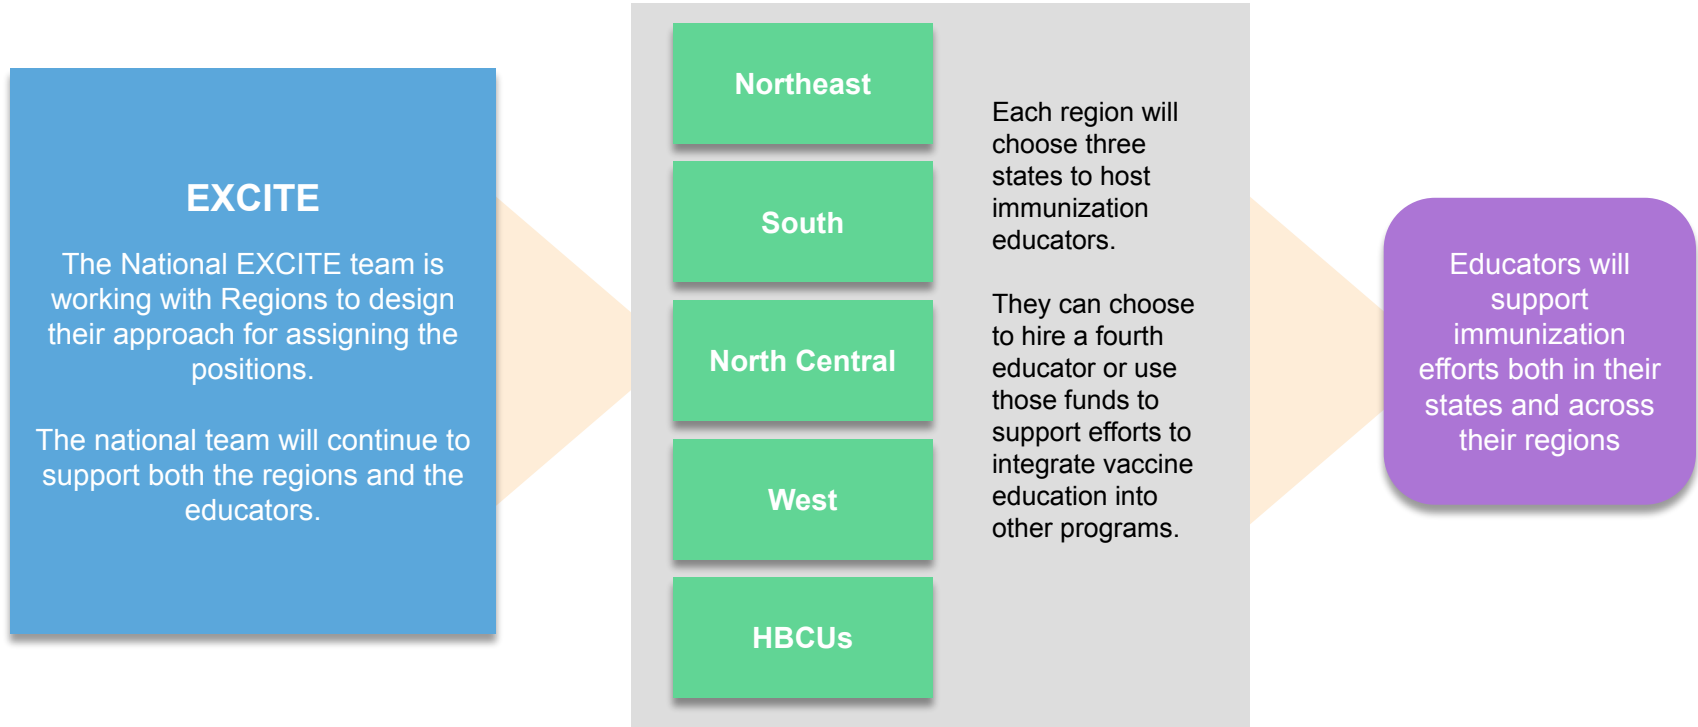 EXCITE
The National EXCITE team is
working with Regions to design
their approach for assigning the
positions.
The national team will continue to
support both the regions and the
educators.
Northeast
South
North Central
West
HBCUs
Each region will
choose three
states to host
immunization
educators.
They can choose
to hire a fourth
educator or use
those funds to
support efforts to
integrate vaccine
education into
other programs.
Educators will
support
immunization
efforts both in their
states and across
their regions